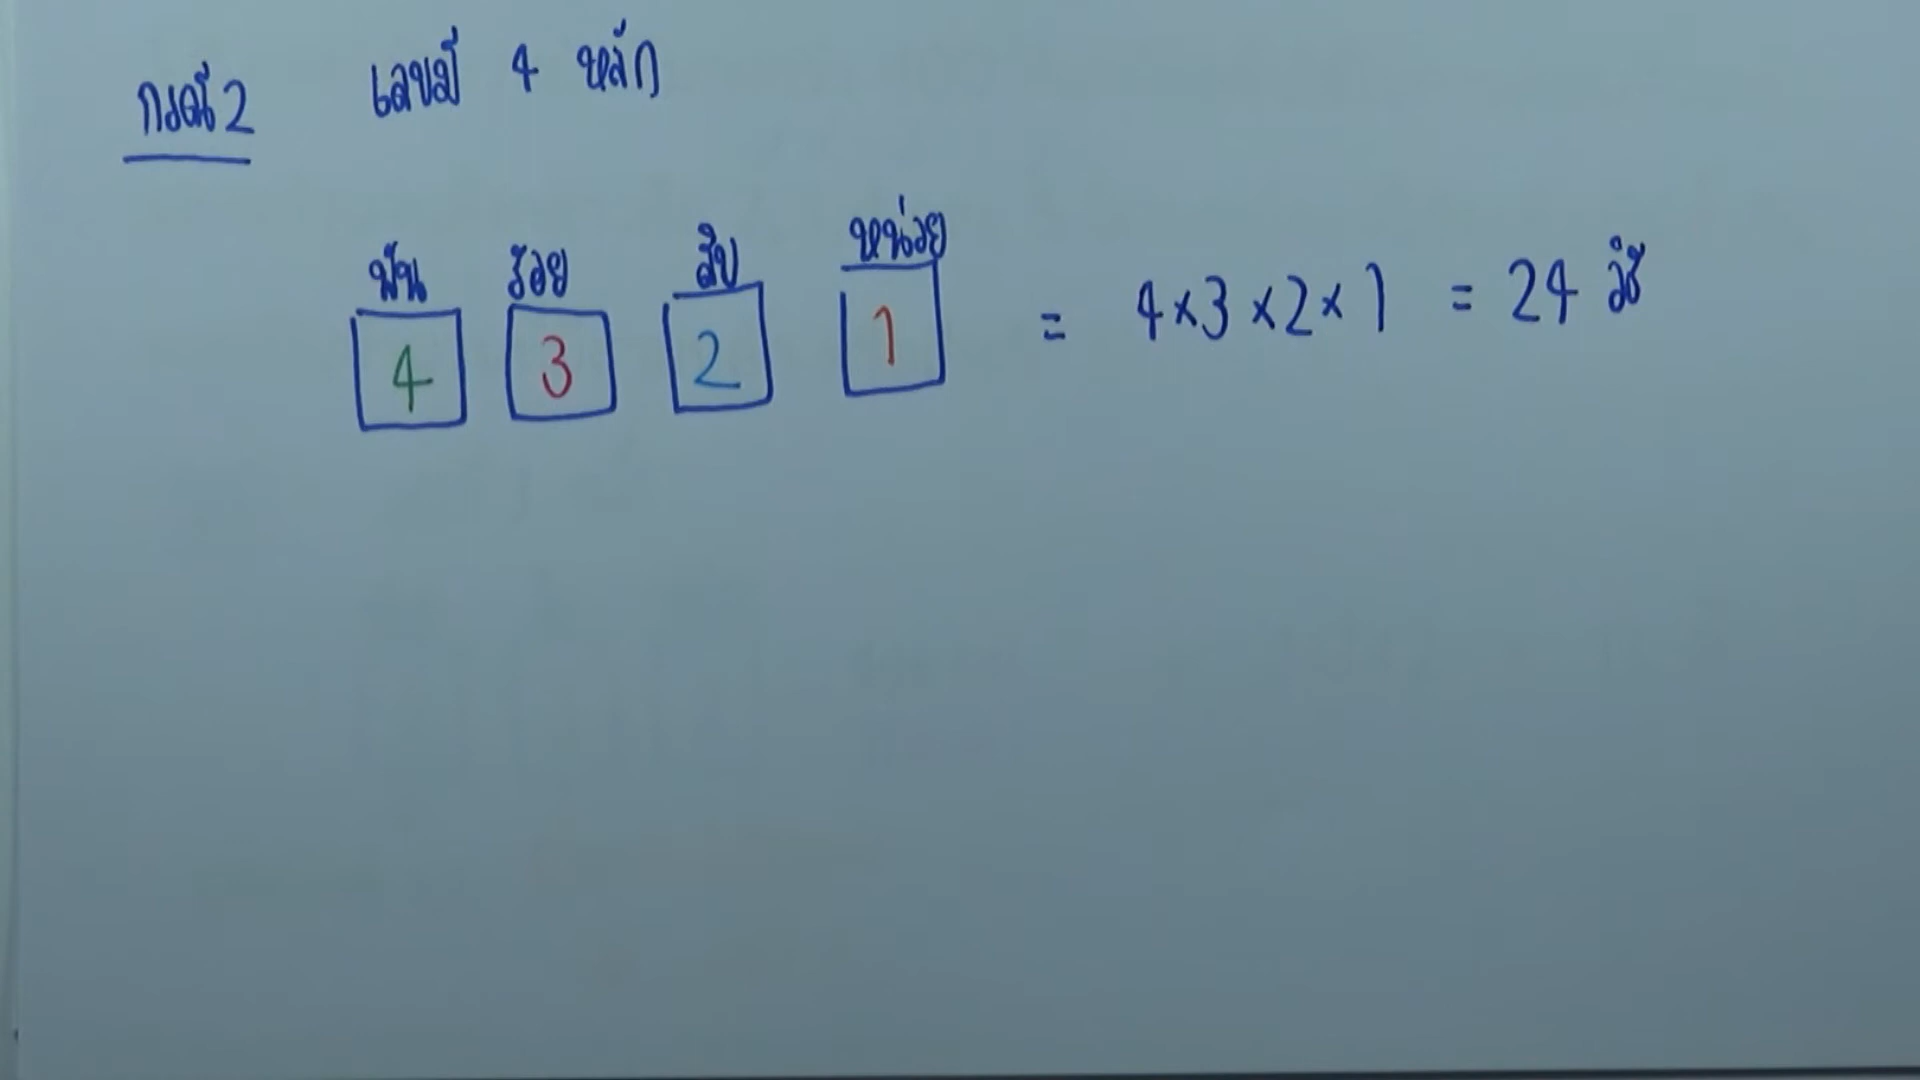 กรณี 2 เลขมี 4 หลัก
พัน ร้อย สิบ หน่วย
4 3 2 1 = 4×3×2×1 = 24 วิธี